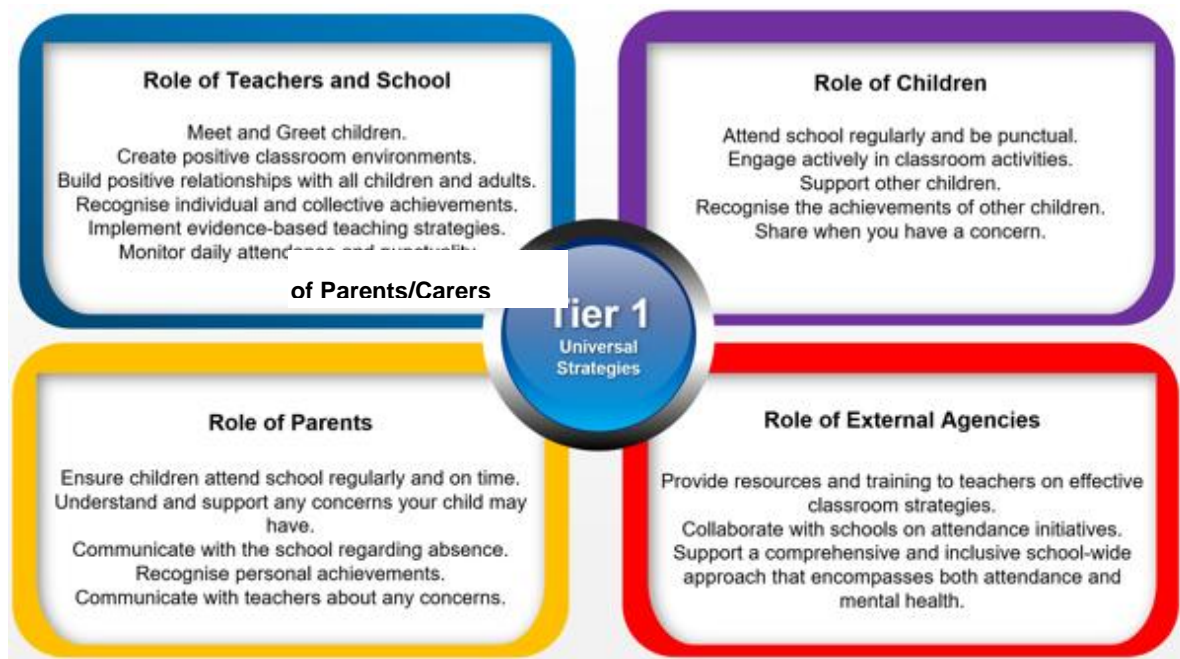 Role of Teachers and School
Meet and Greet children.
Create positive classroom environments.
Build positive relationships with all children and adults.
Recognise individual and collective achievements.
Implement evidence-based teaching strategies.
Monitor daily attendance and punctuality.
of Parents/Carers
Role of Children
Attend school regularly and be punctual.
Engage actively in classroom activities.
Support other children.
Recognise the achievements of other children.
Share when you have a concern.
Tier 1
Universal
Strategies
Role of Parents
Ensure children attend school regularly and on time.
Understand and support any concerns your child may
have.
Communicate with the school regarding absence.
Recognise personal achievements.
Communicate with teachers about any concerns.
Role of External Agencies
Provide resources and training to teachers on effective
classroom strategies.
Collaborate with schools on attendance initiatives.
Support a comprehensive and inclusive school-wide
approach that encompasses both attendance and
mental health.